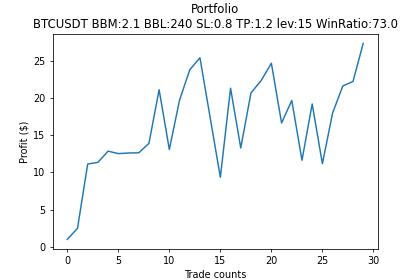 Portfolio
BTCUSDT BBM:2.1 BBL:240 SL:0.8 TP:1.2 lev:15 WinRatio:73.0
Profit ($)
25
20
15
10
5
0
0 5 10 15 20 25 30
Trade counts